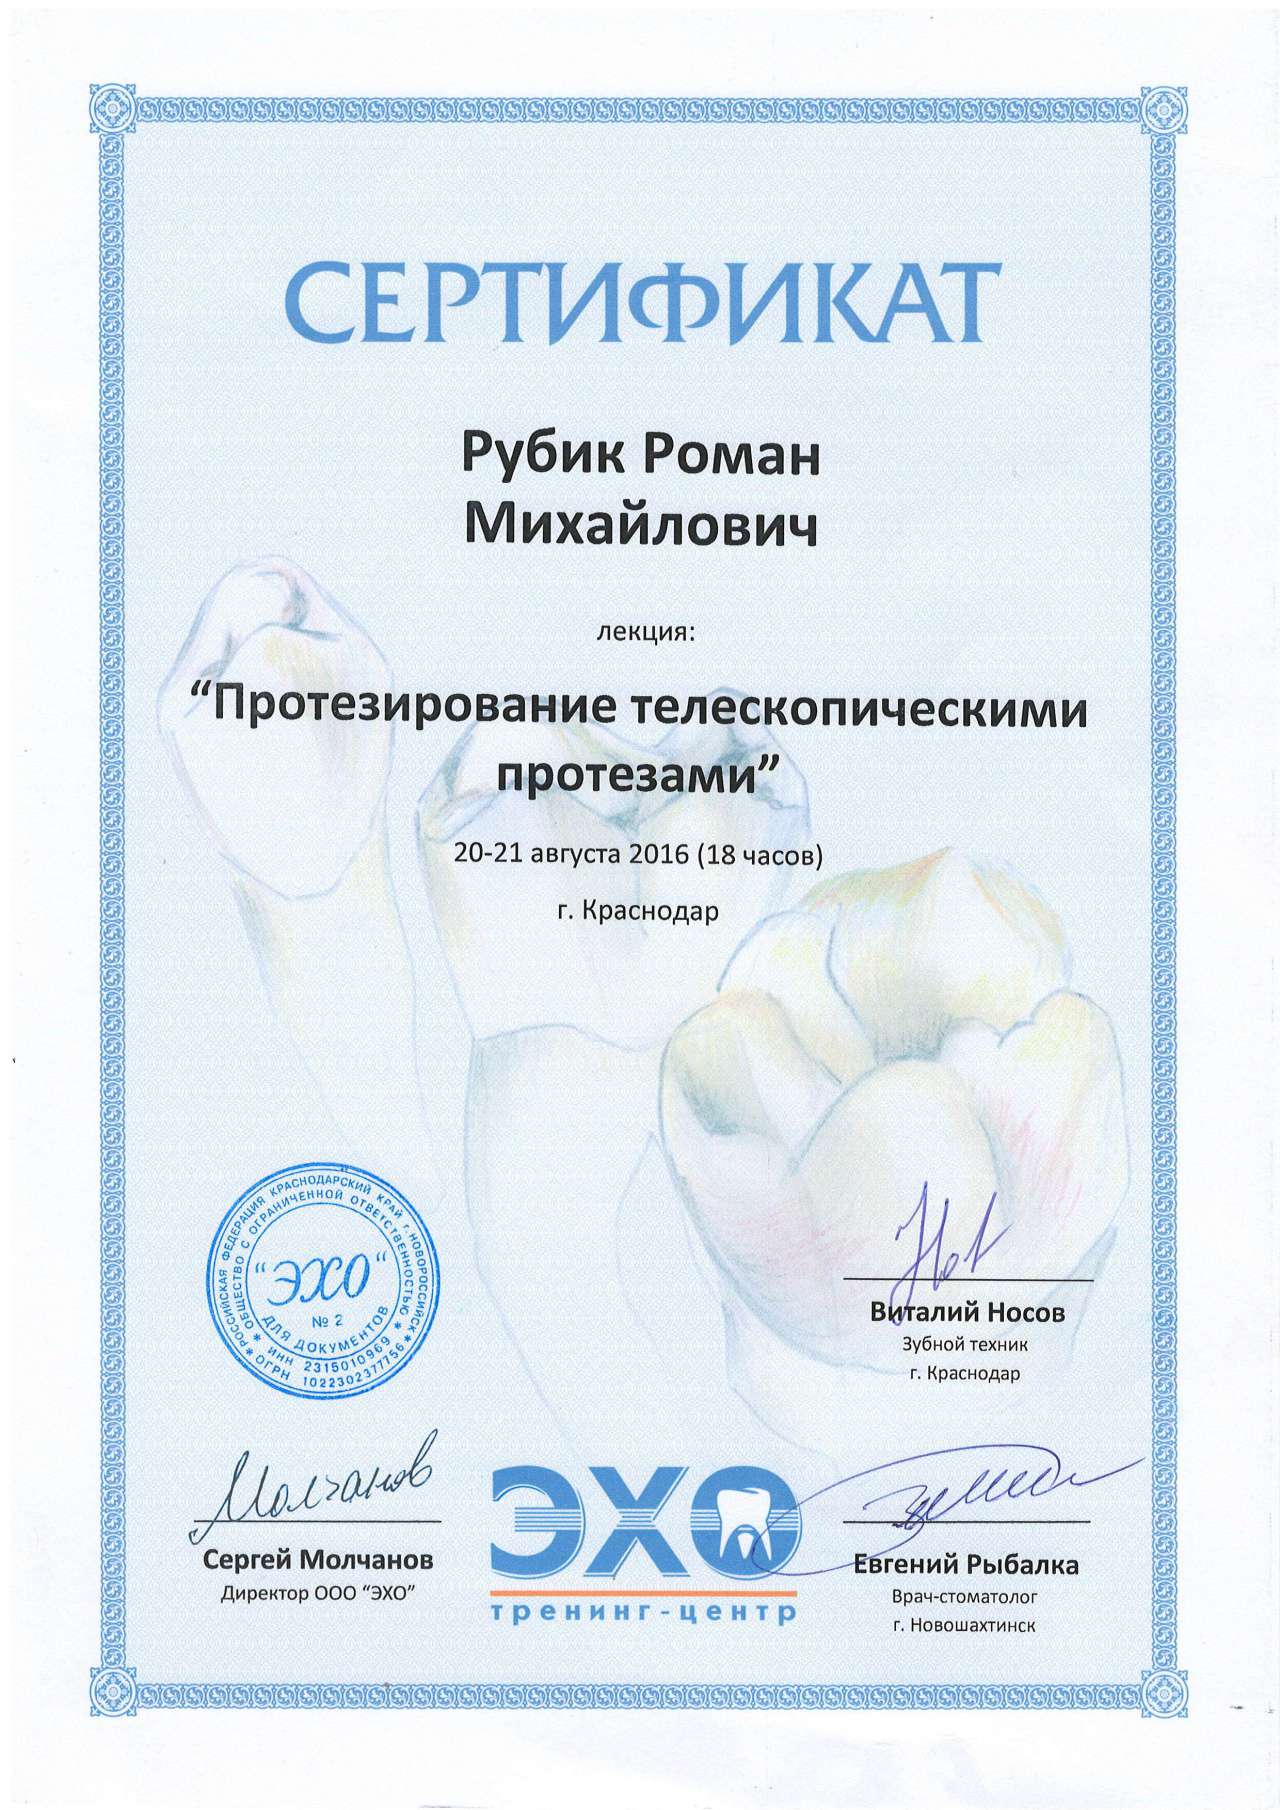 СЕРТИФИКАТ
Рубик Роман
Михайлович
лекция:
“Протезирование телескопическими
протезами”
20-21 августа 2016 (18 часов)
г. Краснодар
РОССИЙСКАЯ ФЕДЕРАЦИЯ КРАСНОДАРСКИЙ КРАЙ г.НОВОРОССИЙСК
* ОГРН 1022302377756 *
ОБЩЕСТВО С ОГРАНИЧЕННОЙ ОТВЕТСТВЕННОСТЬЮ
* ИНН 2315010969 *
“ЭХО“
№ 2
ДЛЯ ДОКУМЕНТОВ
Виталий Носов
Зубной техник
г. Краснодар
Молчанов
Сергей Молчанов
Директор ООО “ЭХО”
ЭХО
тренинг-центр
Евгений Рыбалка
Врач-стоматолог
г. Новошахтинск